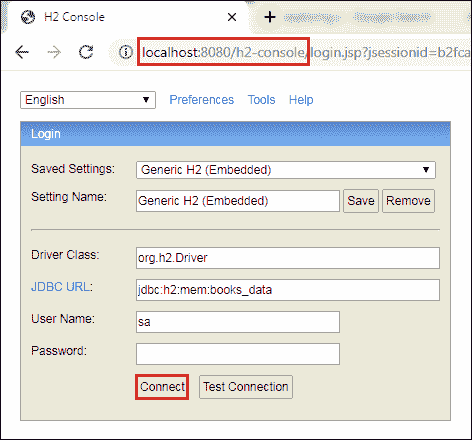 H2 Console
localhost:8080/h2-console/login.jsp?jsessionid=b2fca
English Preferences Tools Help
Login
Saved Settings: Generic H2 (Embedded)
Setting Name: Generic H2 (Embedded) Save Remove
Driver Class: org.h2.Driver
JDBC URL: jdbc:h2:mem:books_data
User Name: sa
Password:
Connect Test Connection